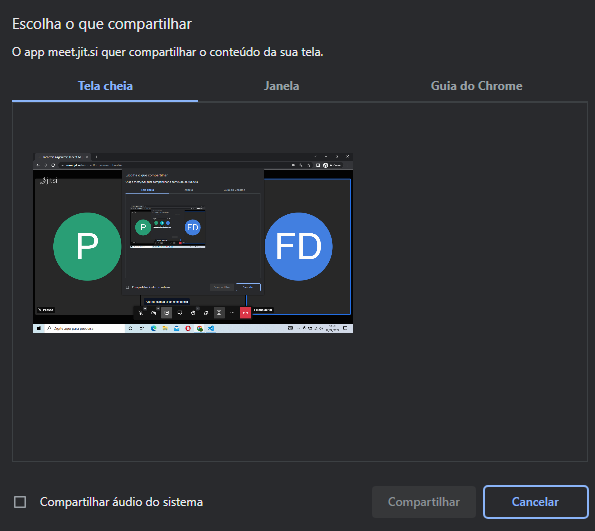 Escolha o que compartilhar
O app meet.jit.si quer compartilhar o conteúdo da sua tela.
Tela cheia
Janela
Guia do Chrome
P
FD
P
FD
Compartilhar áudio do sistema
Compartilhar
Cancelar